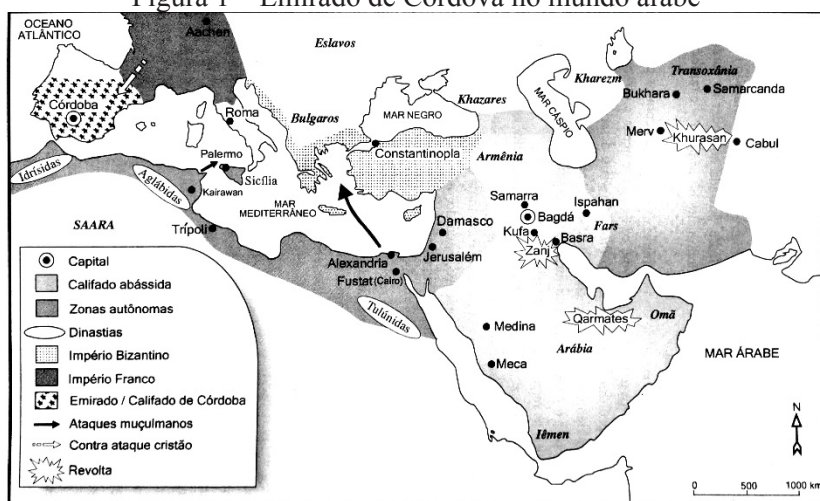 Figura 1 – Emirado de Córdova no mundo árabe
OCEANO
ATLÂNTICO
Aachen
Eslavos
Córdoba
Roma
Bulgaros
MAR NEGRO
Khazares
MAR CÁSPIO
Kharezm
Transoxânia
Bukhara
Samarcanda
Merv
Khurasan
Cabul
Constantinopla
Armênia
Idrísidas
Aglábidas
Palermo
Sicília
Kairawan
MAR
MEDITERRÂNEO
SAARA
Trípoli
Samarra
Bagdá
Ispahan
Fars
Kufa
Basra
Zanj
Damasco
Jerusalém
Alexandria
Fustat (Cairo)
Tulúnidas
Medina
Meca
Arábia
Qarmates
Omã
Iêmen
MAR ÁRABE
Capital
Califado abássida
Zonas autônomas
Dinastias
Império Bizantino
Império Franco
Emirado / Califado de Córdoba
Ataques muçulmanos
Contra ataque cristão
Revolta
N
0 500 1000 km